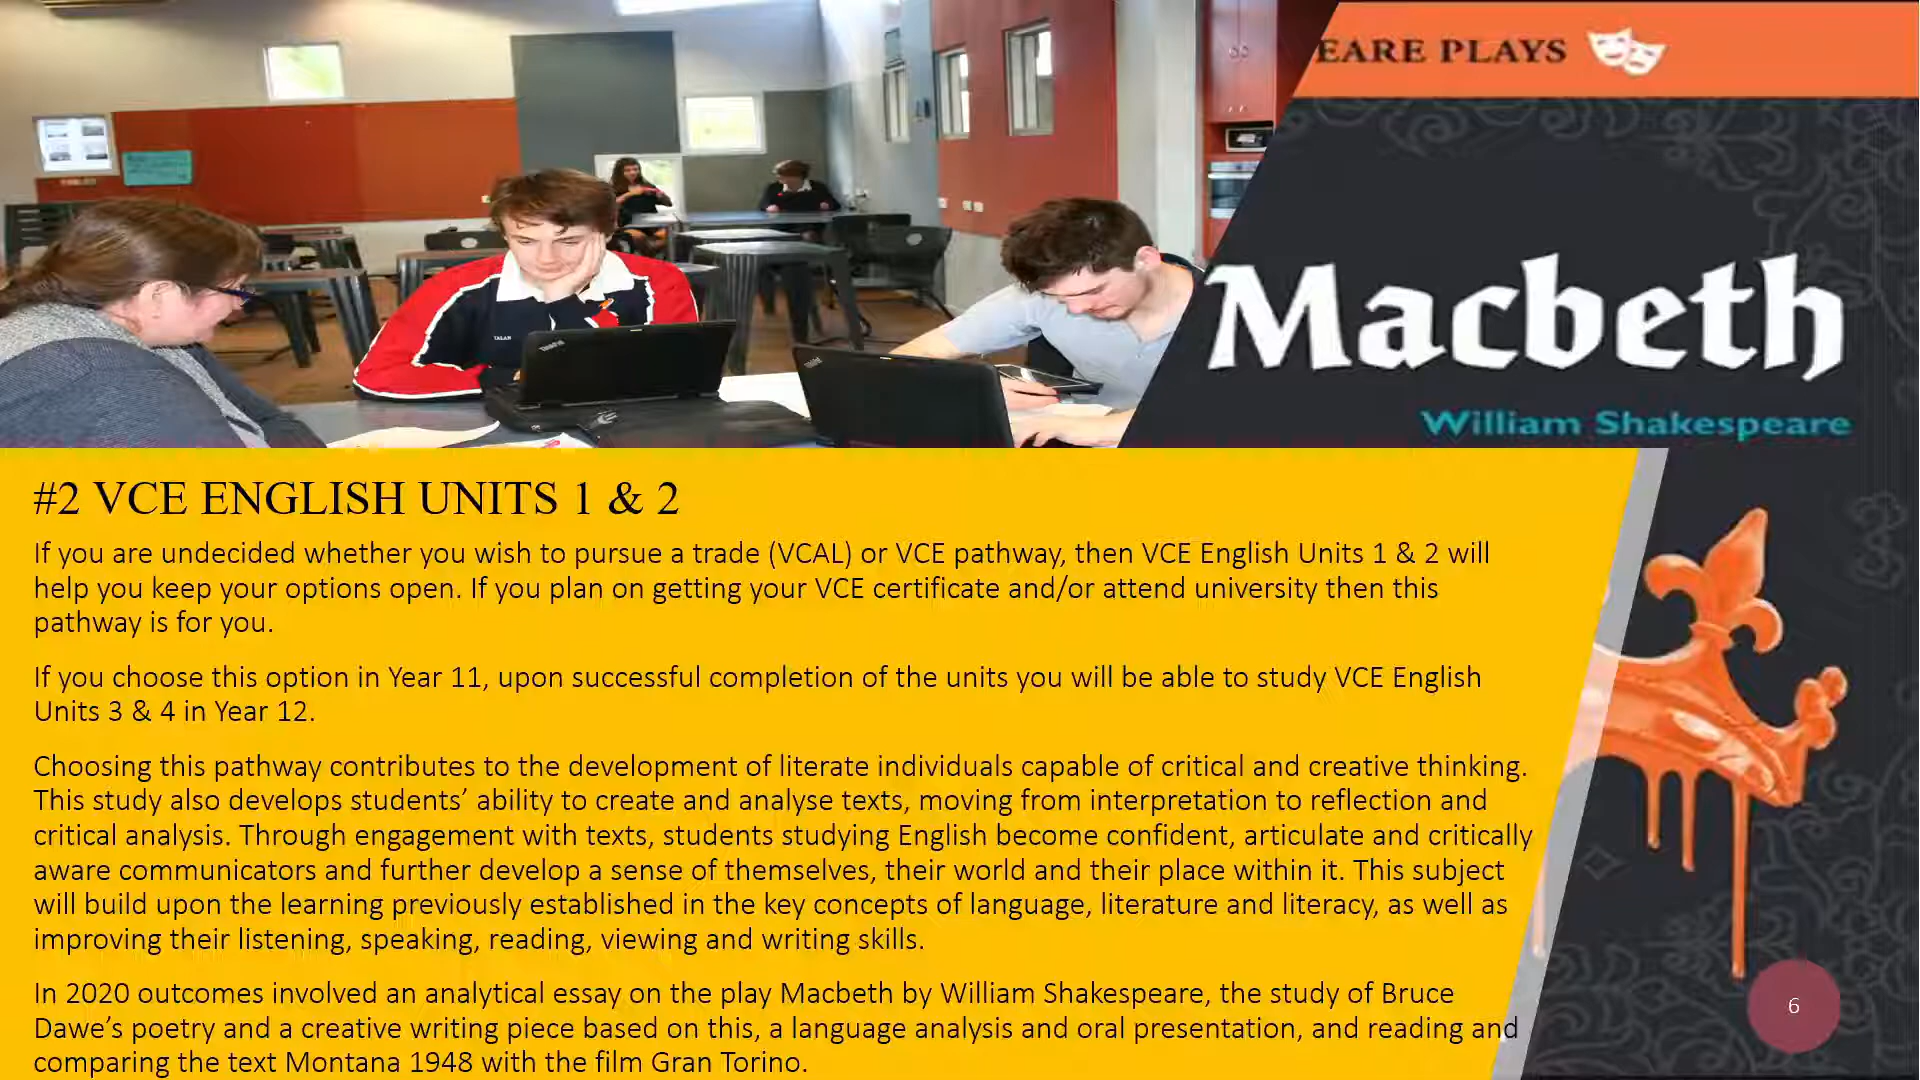 EARE PLAYS
Macbeth
William Shakespeare
TALAN
ThinkPad
#2 VCE ENGLISH UNITS 1 & 2
If you are undecided whether you wish to pursue a trade (VCAL) or VCE pathway, then VCE English Units 1 & 2 will
help you keep your options open. If you plan on getting your VCE certificate and/or attend university then this
pathway is for you.
If you choose this option in Year 11, upon successful completion of the units you will be able to study VCE English
Units 3 & 4 in Year 12.
Choosing this pathway contributes to the development of literate individuals capable of critical and creative thinking.
This study also develops students’ ability to create and analyse texts, moving from interpretation to reflection and
critical analysis. Through engagement with texts, students studying English become confident, articulate and critically
aware communicators and further develop a sense of themselves, their world and their place within it. This subject
will build upon the learning previously established in the key concepts of language, literature and literacy, as well as
improving their listening, speaking, reading, viewing and writing skills.
In 2020 outcomes involved an analytical essay on the play Macbeth by William Shakespeare, the study of Bruce
Dawe’s poetry and a creative writing piece based on this, a language analysis and oral presentation, and reading and
comparing the text Montana 1948 with the film Gran Torino.
6